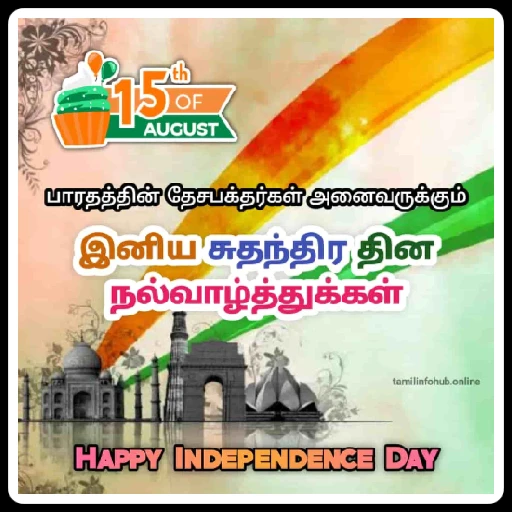 15th OF
AUGUST
பாரதத்தின் தேசபக்தர்கள் அனைவருக்கும்
இனிய சுதந்திர தின
நல்வாழ்த்துக்கள்
tamilinfohub.online
HAPPY INDEPENDENCE DAY